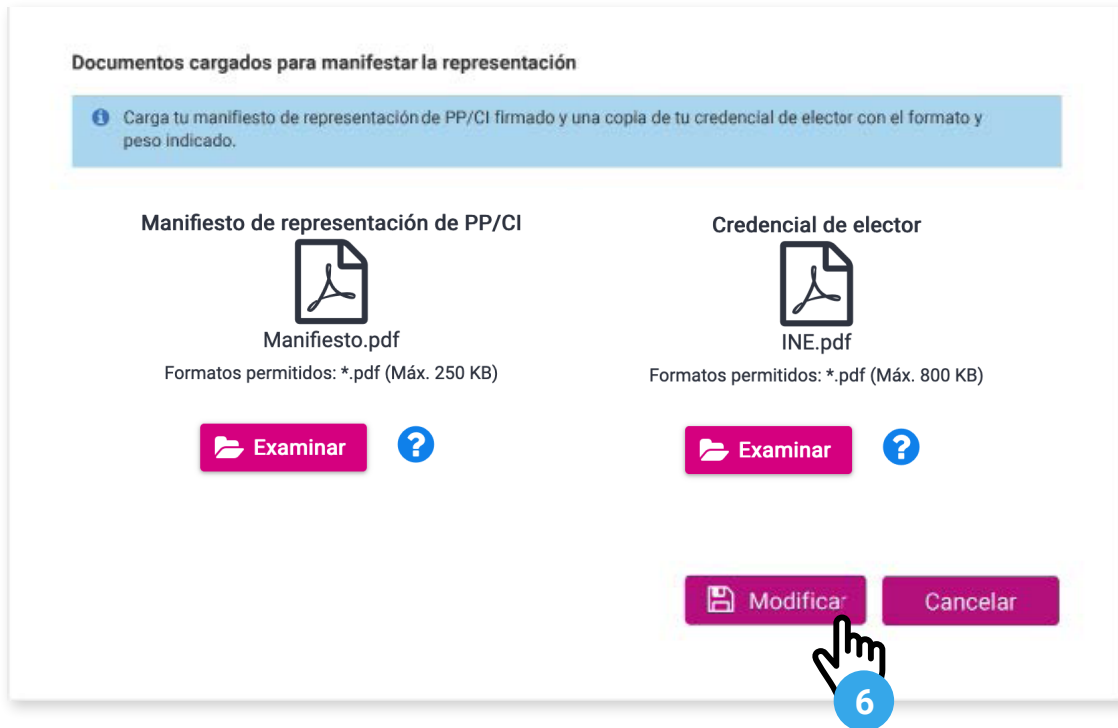 Documentos cargados para manifestar la representación
Carga tu manifiesto de representación de PP/CI firmado y una copia de tu credencial de elector con el formato y
peso indicado.
Manifiesto de representación de PP/CI
Manifiesto.pdf
Formatos permitidos: *.pdf (Máx. 250 KB)
Examinar
?
Credencial de elector
INE.pdf
Formatos permitidos: *.pdf (Máx. 800 KB)
Examinar
?
Modificar
Cancelar
6